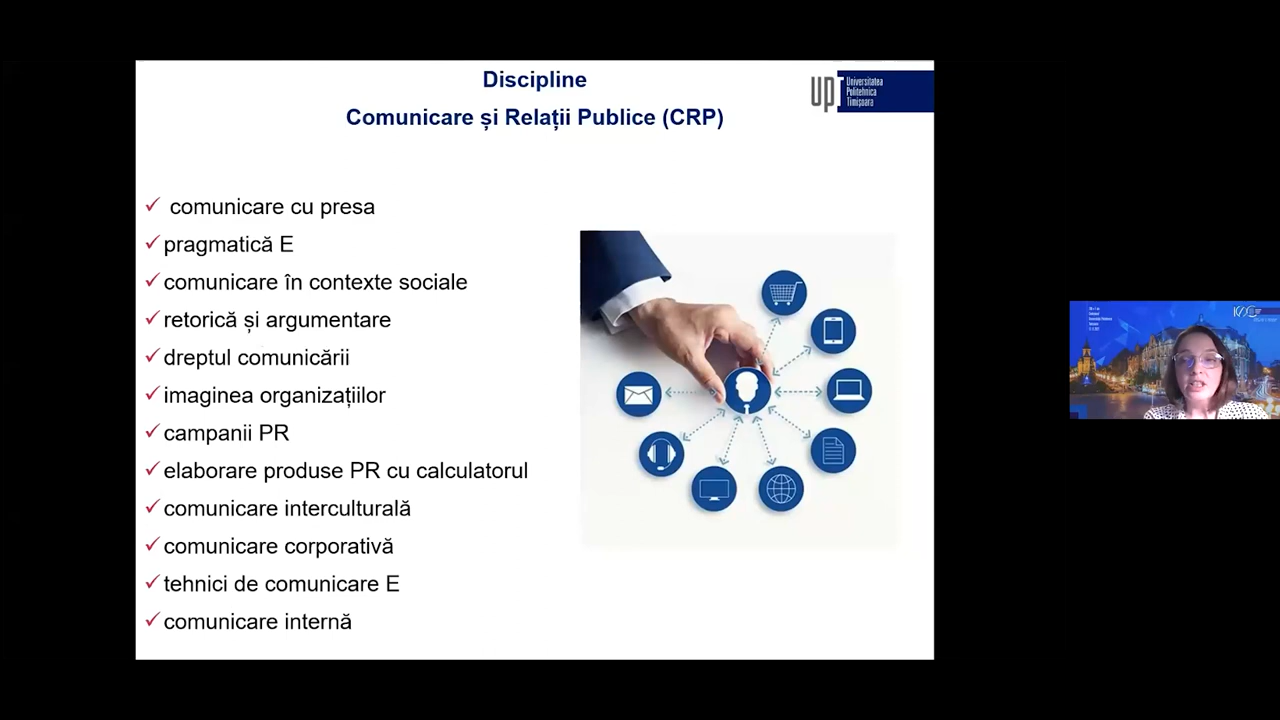 Discipline
Comunicare și Relații Publice (CRP)
upt
Universitatea
Politehnica
Timișoara
comunicare cu presa
pragmatică E
comunicare în contexte sociale
retorică și argumentare
dreptul comunicării
imaginea organizațiilor
campanii PR
elaborare produse PR cu calculatorul
comunicare interculturală
comunicare corporativă
tehnici de comunicare E
comunicare internă